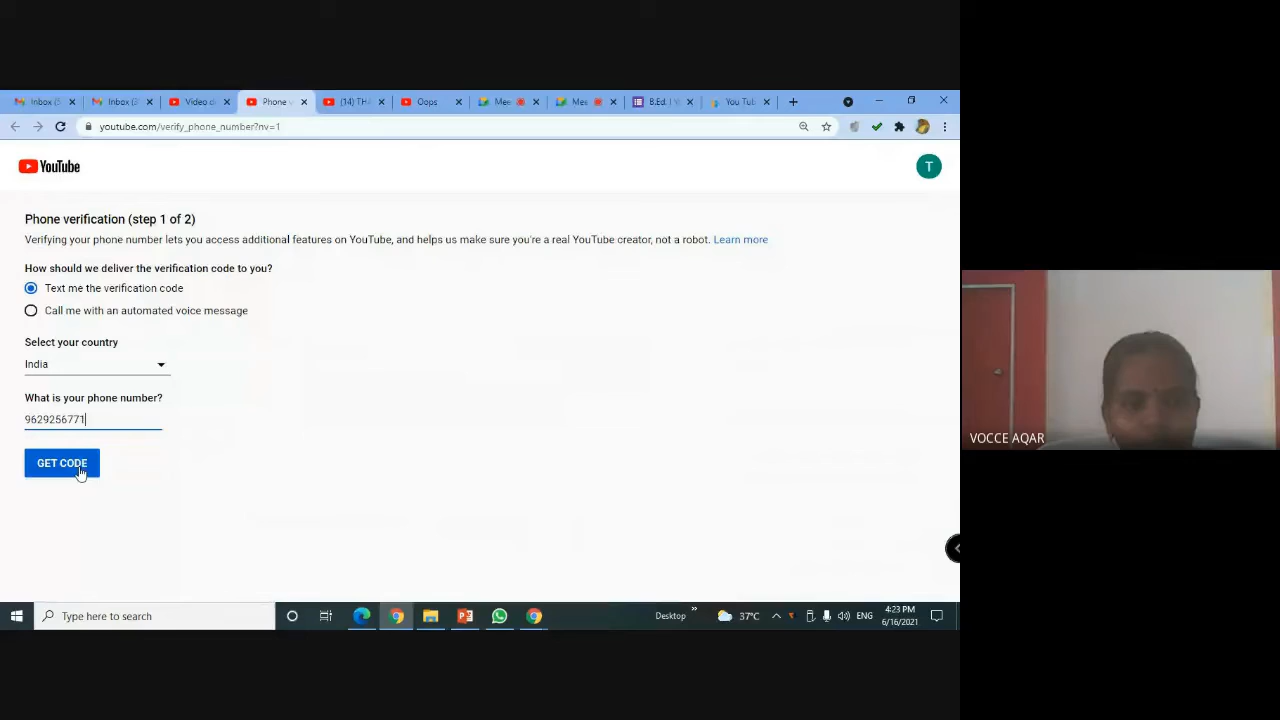 Inbox (
Inbox (2
Video d
Phone v
(14) THA
Oops
Mee
Mee
B.Ed. I Y
You Tub
youtube.com/verify_phone_number?nv=1
YouTube
T
Phone verification (step 1 of 2)
Verifying your phone number lets you access additional features on YouTube, and helps us make sure you're a real YouTube creator, not a robot. Learn more
How should we deliver the verification code to you?
Text me the verification code
Call me with an automated voice message
Select your country
India
What is your phone number?
9629256771
GET CODE
VOCCE AQAR
Type here to search
Desktop
37°C
ENG
4:23 PM
6/16/2021